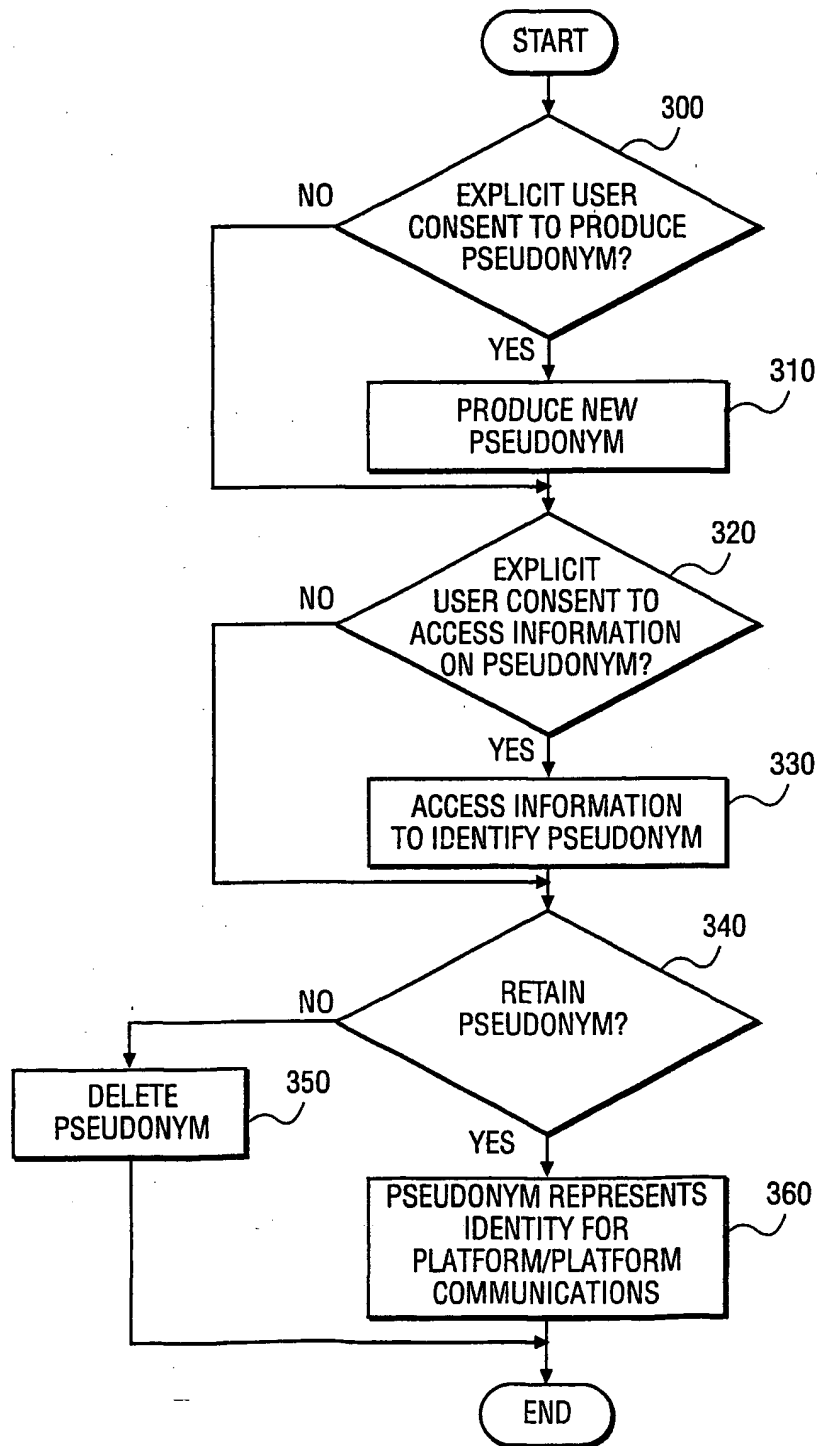 START
300
NO
EXPLICIT USER
CONSENT TO PRODUCE
PSEUDONYM?
YES
310
PRODUCE NEW
PSEUDONYM
320
NO
EXPLICIT
USER CONSENT TO
ACCESS INFORMATION
ON PSEUDONYM?
YES
330
ACCESS INFORMATION
TO IDENTIFY PSEUDONYM
340
NO
RETAIN
PSEUDONYM?
350
DELETE
PSEUDONYM
YES
360
PSEUDONYM REPRESENTS
IDENTITY FOR
PLATFORM/PLATFORM
COMMUNICATIONS
END